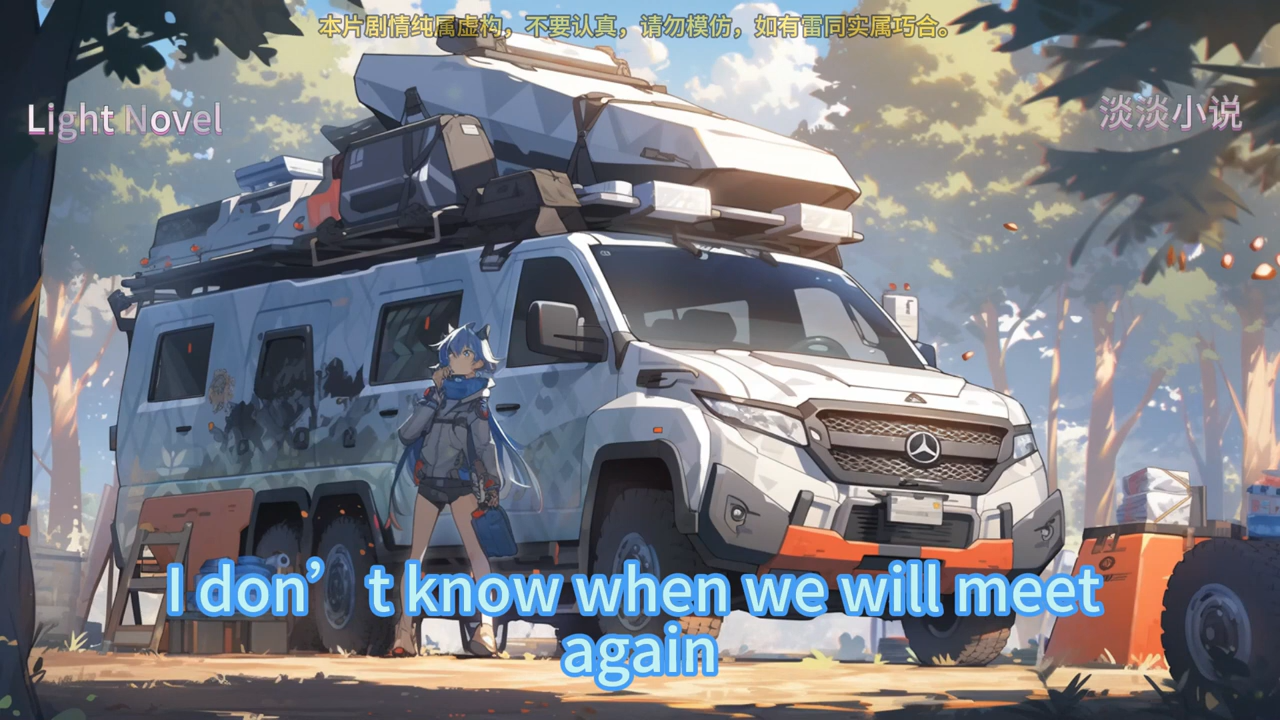 本片剧情纯属虚构，不要认真，请勿模仿，如有雷同实属巧合。
Light Novel
淡淡小说
I don’t know when we will meet
again